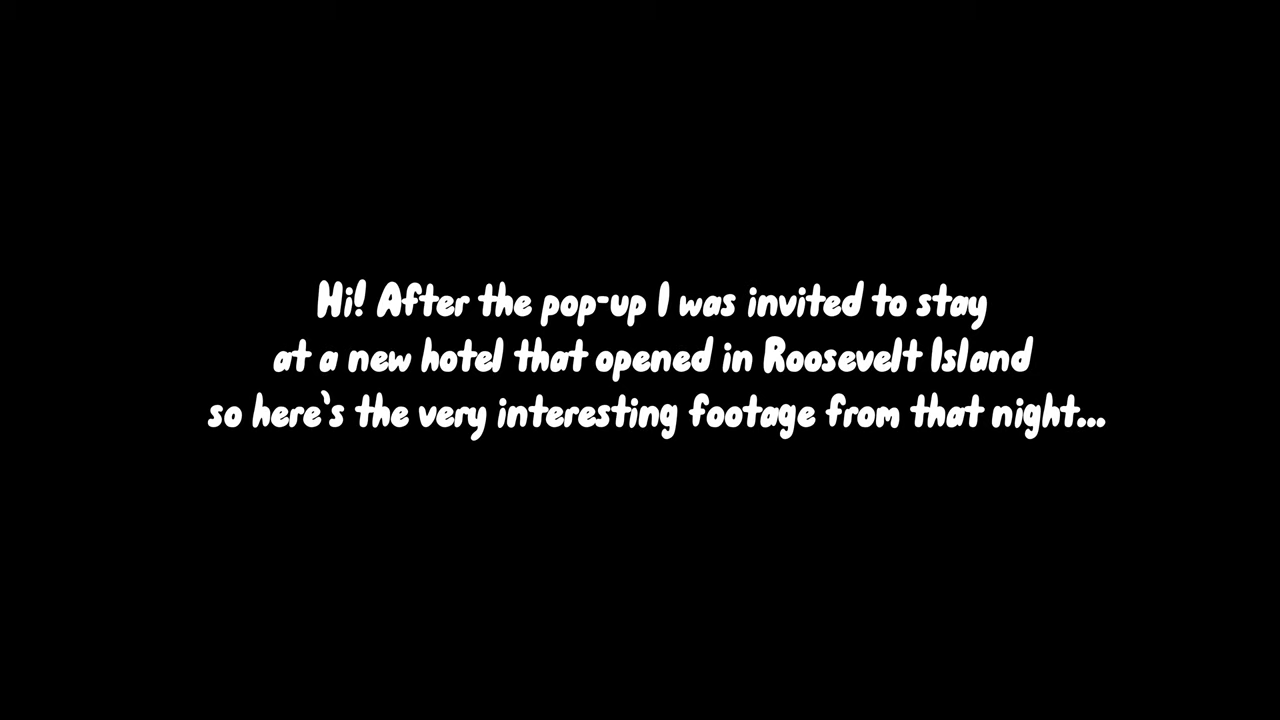 Hi! After the pop-up I was invited to stay
at a new hotel that opened in Roosevelt Island
so here's the very interesting footage from that night...